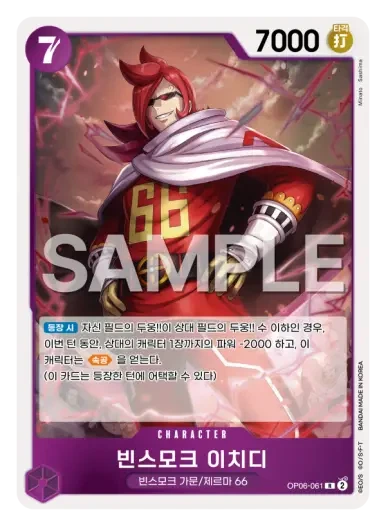 7
7000
타격
打
Minato Sashima
66
SAMPLE
등장 시 자신 필드의 두웅!!이 상대 필드의 두웅!! 수 이하인 경우,
이번 턴 동안, 상대의 캐릭터 1장까지의 파워 -2000 하고, 이
캐릭터는 속공 을 얻는다.
(이 카드는 등장한 턴에 어택할 수 있다)
CHARACTER
빈스모크 이치디
빈스모크 가문/제르마 66
OP06-061 R 2
©E.O/S ©O/S·F·T BANDAI MADE IN KOREA